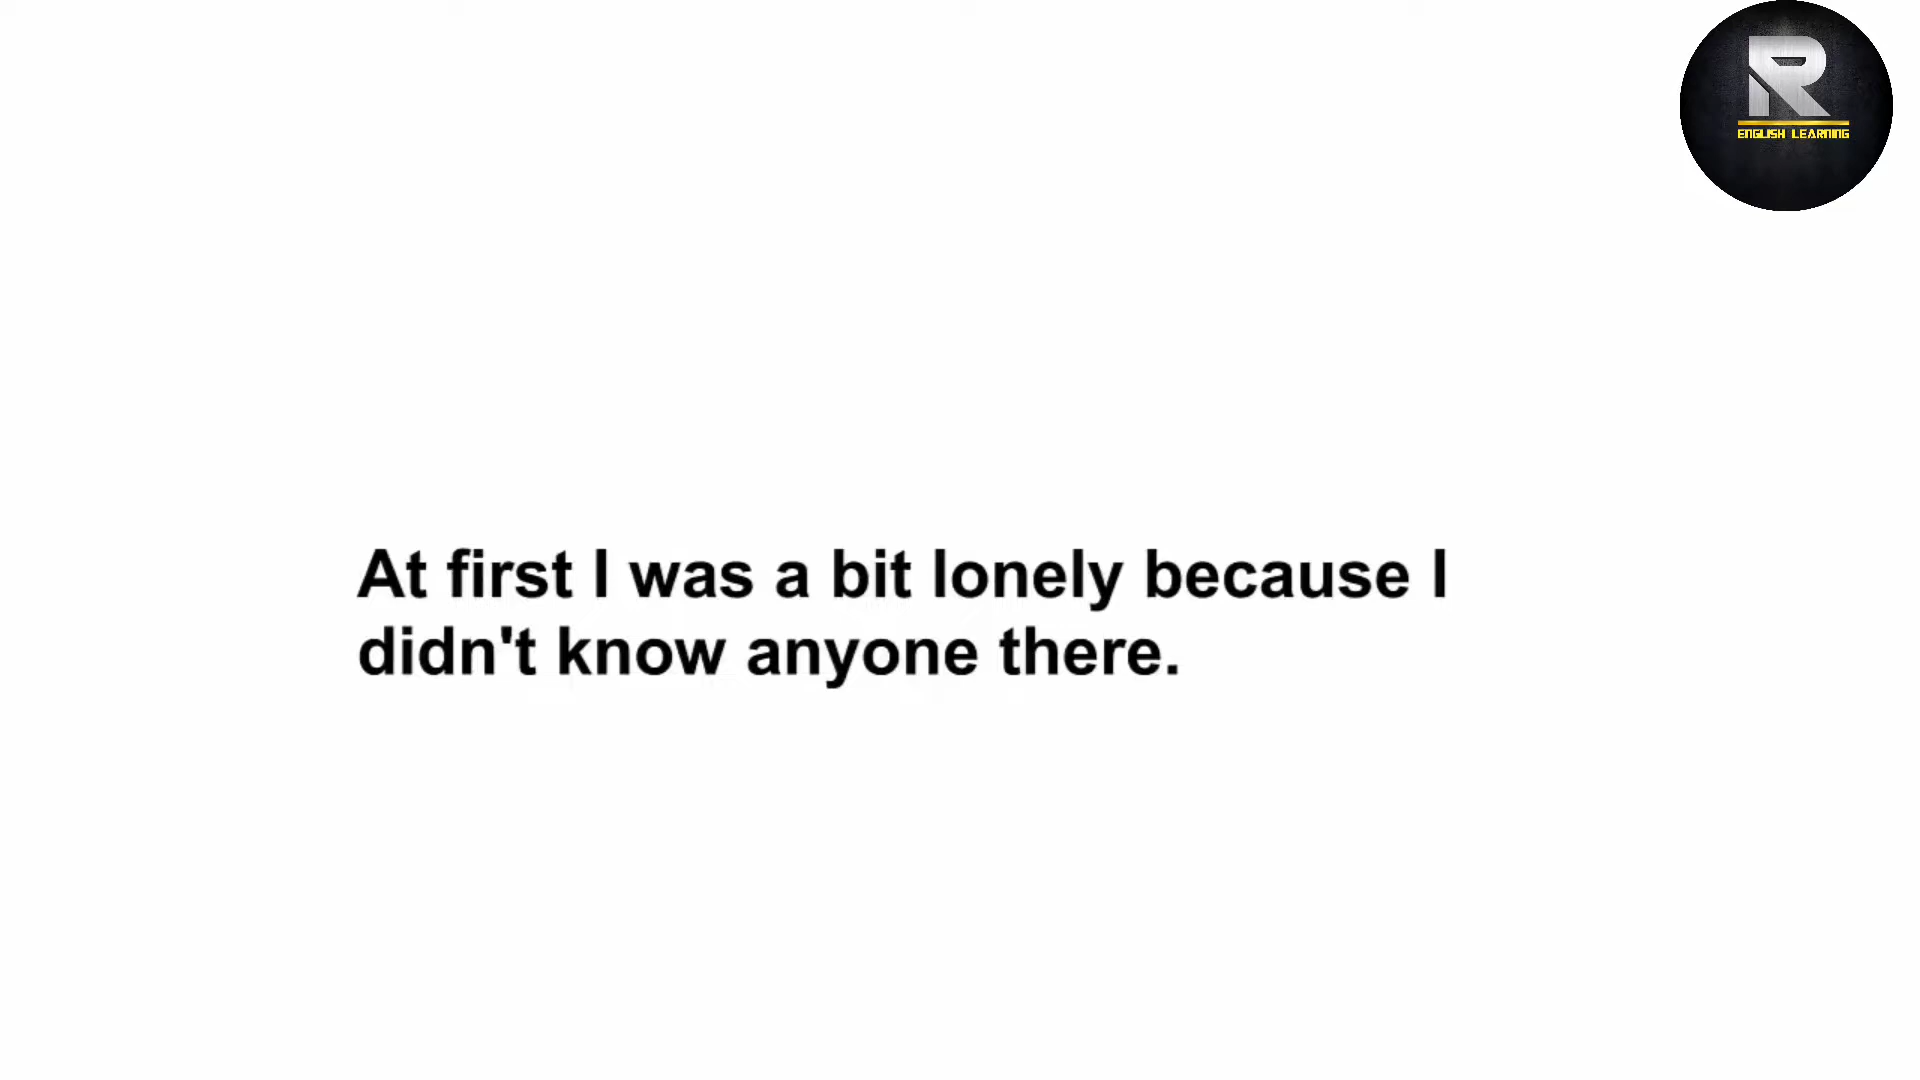 R
ENGLISH LEARNING
At first I was a bit lonely because I
didn't know anyone there.